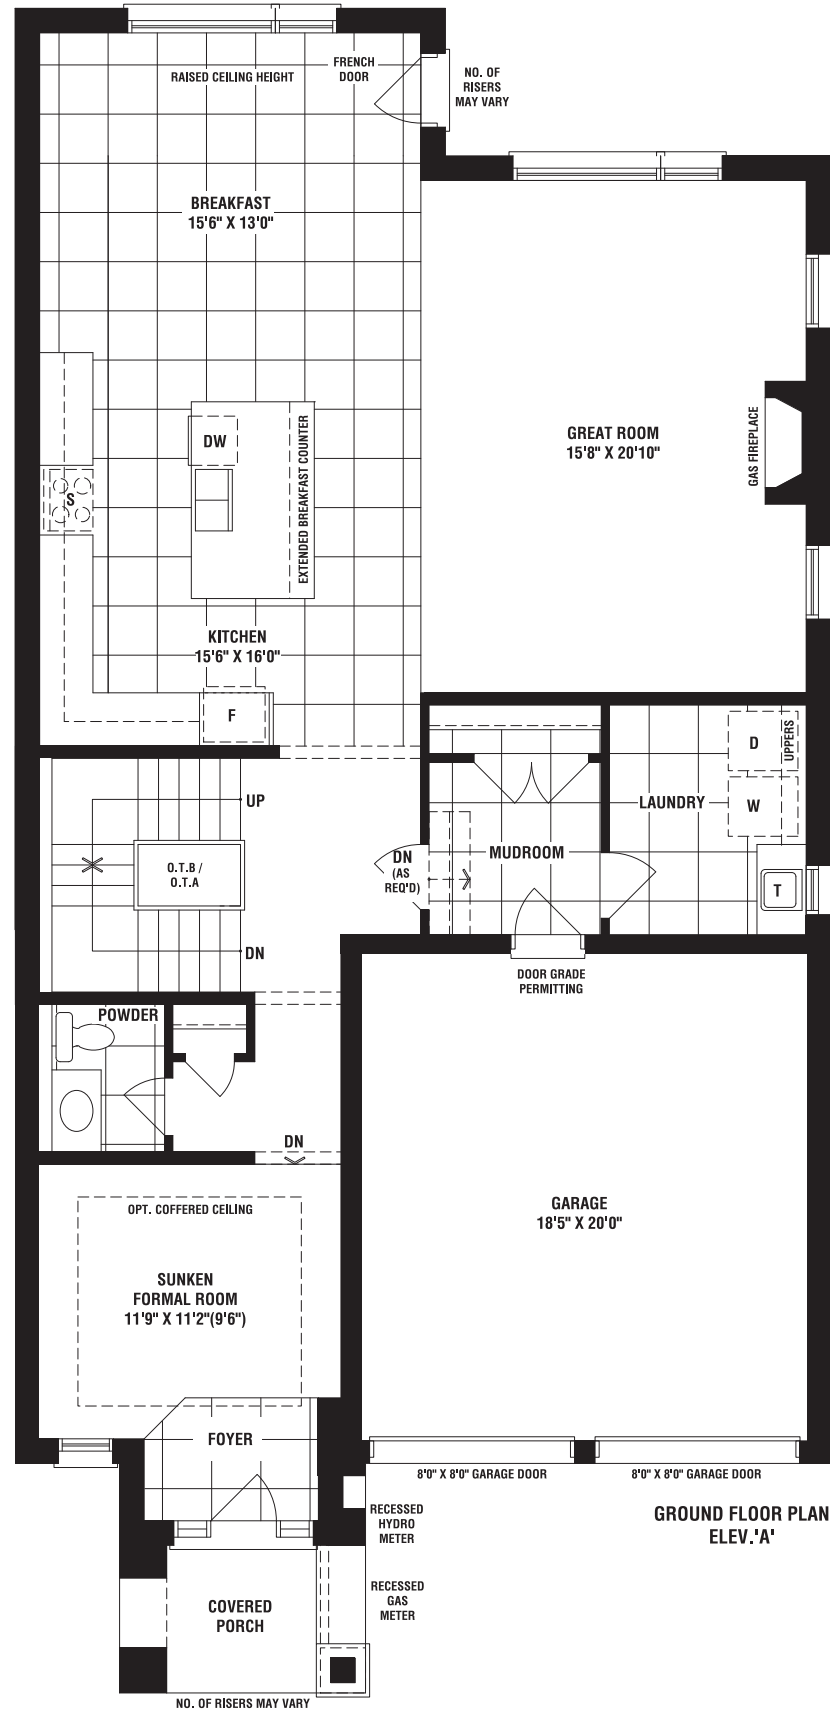 RAISED CEILING HEIGHT
FRENCH
DOOR
NO. OF
RISERS
MAY VARY
BREAKFAST
15'6" X 13'0"
DW
EXTENDED BREAKFAST COUNTER
S
GREAT ROOM
15'8" X 20'10"
GAS FIREPLACE
KITCHEN
15'6" X 16'0"
F
D
UPPERS
W
LAUNDRY
T
UP
O.T.B /
O.T.A
DN
DN
(AS
REQ'D)
MUDROOM
DOOR GRADE
PERMITTING
POWDER
DN
OPT. COFFERED CEILING
SUNKEN
FORMAL ROOM
11'9" X 11'2"(9'6")
GARAGE
18'5" X 20'0"
FOYER
8'0" X 8'0" GARAGE DOOR
8'0" X 8'0" GARAGE DOOR
RECESSED
HYDRO
METER
GROUND FLOOR PLAN
ELEV.'A'
RECESSED
GAS
METER
COVERED
PORCH
NO. OF RISERS MAY VARY